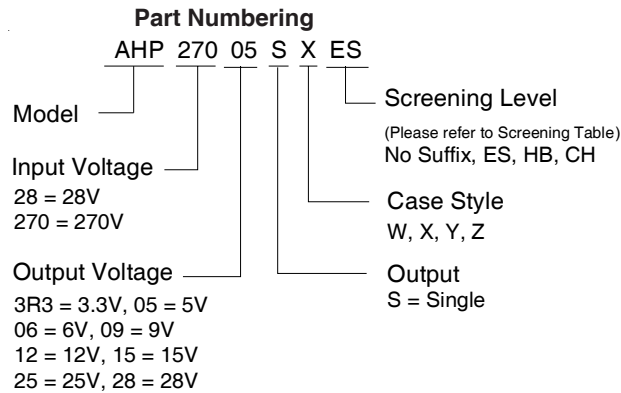 Part Numbering
AHP 270 05 S X ES
Model
Input Voltage
28 = 28V
270 = 270V
Output Voltage
3R3 = 3.3V, 05 = 5V
06 = 6V, 09 = 9V
12 = 12V, 15 = 15V
25 = 25V, 28 = 28V
Screening Level
(Please refer to Screening Table)
No Suffix, ES, HB, CH
Case Style
W, X, Y, Z
Output
S = Single